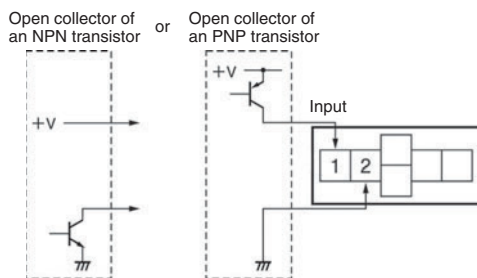 Open collector of
an NPN transistor
or
Open collector of
an PNP transistor
+V
+V
Input
1 2